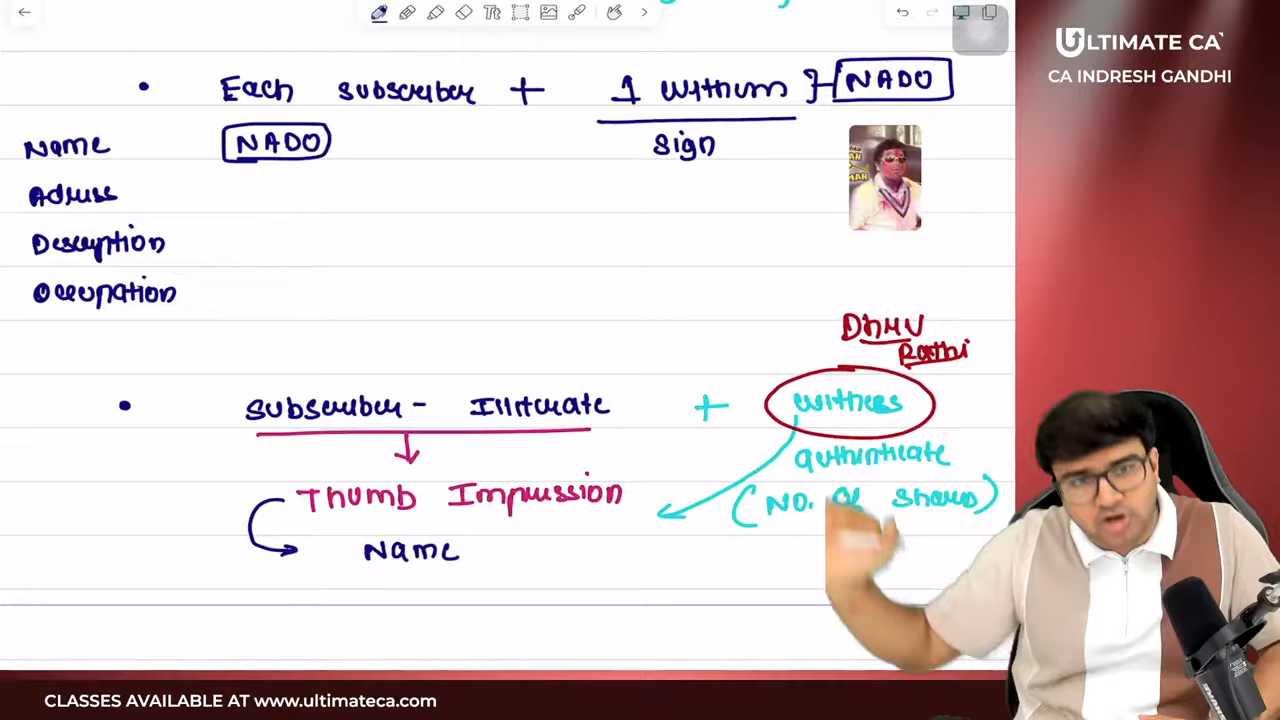 ULTIMATE CA
CA INDRESH GANDHI
Each subscriber + 1 witness } NADO
NADO
Sign
Name
Address
Description
Occupation
Dhruv
Rathi
subscriber - Illiterate + witness
authenticate
Thumb Impression
(No. of shares)
Name
CLASSES AVAILABLE AT www.ultimateca.com